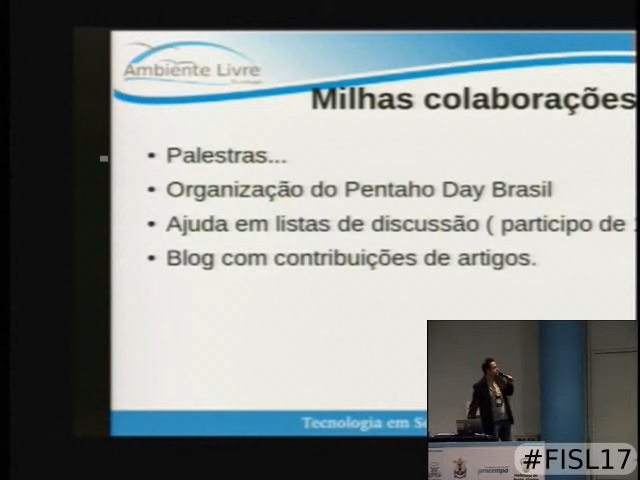 Ambiente Livre
Milhas colaborações
• Palestras...
• Organização do Pentaho Day Brasil
• Ajuda em listas de discussão ( participo de
• Blog com contribuições de artigos.
Tecnologia em S
procempa
#FISL17